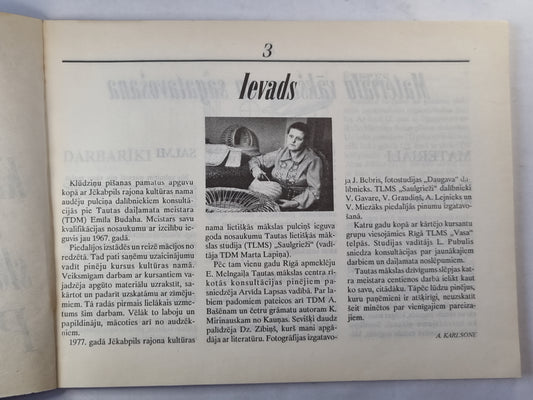 3
Ievads
Klūdziņu pīšanas pamatus apguvu
kopā ar Jēkabpils rajona kultūras nama
audēju pulciņa dalībniekiem konsultā-
cijās pie Tautas daiļamata meistara
(TDM) Emīla Budaha. Meistars savu
kvalifikācijas nosaukumu ar izcilību ie-
guvis jau 1967. gadā.
Piedalījos izstādēs un reizē mācījos no
redzētā. Tad pati saņēmu uzaicinājumu
vadīt pinēju kursus kultūras namā.
Veiksmīgam darbam ar kursantiem va-
jadzēja apgūto materiālu uzrakstīt, sa-
kārtot un padarīt uzskatāmu ar zīmēju-
miem. Tā radās pirmais lielākais uzme-
tums šim darbam. Vēlāk to laboju un
papildināju, mācoties arī no audzēk-
ņiem.
1977. gadā Jēkabpils rajona kultūras
nama lietišķās mākslas pulciņš ieguva
goda nosaukumu Tautas lietišķās māks-
las studija (TLMS) „Saulgrieži” (vadī-
tāja TDM Marta Lapiņa).
Pēc tam vienu gadu Rīgā apmeklēju
E. Melngaiļa Tautas mākslas centra rī-
kotās konsultācijas pinējiem pasnie-
dzēja Arvīda Lapsas vadībā. Par la-
biem padomiem pateicos arī TDM A.
Bašēnam un četru grāmatu autoram K.
Mirinauskam no Kauņas. Sevišķi daudz
palīdzēja Dz. Zibiņš, kurš mani apgā-
dāja ar literatūru. Fotogrāfijas izgatavo-
ja J. Bebris, fotostudijas „Daugava” da-
lībnieks. TLMS „Saulgrieži” dalībnieki
V. Gavare, V. Graudiņš, A. Lejnieks un
V. Miezāks piedalījās pinumu izgatavo-
šanā.
Katru gadu kopā ar kārtējo kursantu
grupu viesojāmies Rīgā TLMS „Vasa”
telpās. Studijas vadītājs L. Pubulis
sniedza konsultācijas par jaunākajiem
darbiem un daiļamata noslēpumiem.
Tautas mākslas dzīvīgums slēpjas kat-
ra meistara centienos darbā ielikt kaut
ko savu, citādāku. Tāpēc lūdzu pinējus,
kuru paņēmieni ir atšķirīgi, neuzskatīt
šeit minētos par vienīgajiem pareiza-
jiem.
A. KARLSONE